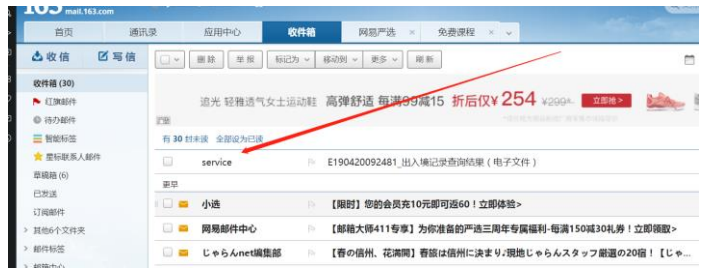 163 mail.163.com
首页 通讯录 应用中心 收件箱 网易严选 × 免费课程 ×
收信 写信
删除 举报 标记为 移动到 更多 刷新
收件箱 (30)
红旗邮件
待办邮件
智能标签
星标联系人邮件
草稿箱 (6)
已发送
订阅邮件
其他6个文件夹
邮件标签
邮箱中心
追光 轻雅透气女士运动鞋 高弹舒适 每满99减15 折后仅¥254 ¥299 立即抢>
有 30 封未读 全部设为已读
service E190420092481_出入境记录查询结果（电子文件）
更早
小选 【限时】您的会员充10元即可返60！立即体验>
网易邮件中心 【邮箱大师411专享】为你准备的严选三周年专属福利-每满150减30礼券！立即领取>
じゃらんnet編集部 【春の信州、花満開】春旅は信州に決まり♪現地じゃらんスタッフ厳選の20宿！【じゃ...